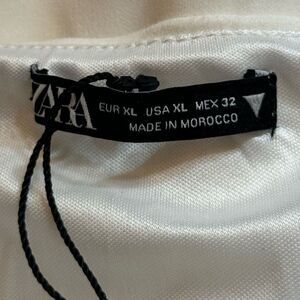 ZARA
EUR XL USA XL MEX 32
MADE IN MOROCCO